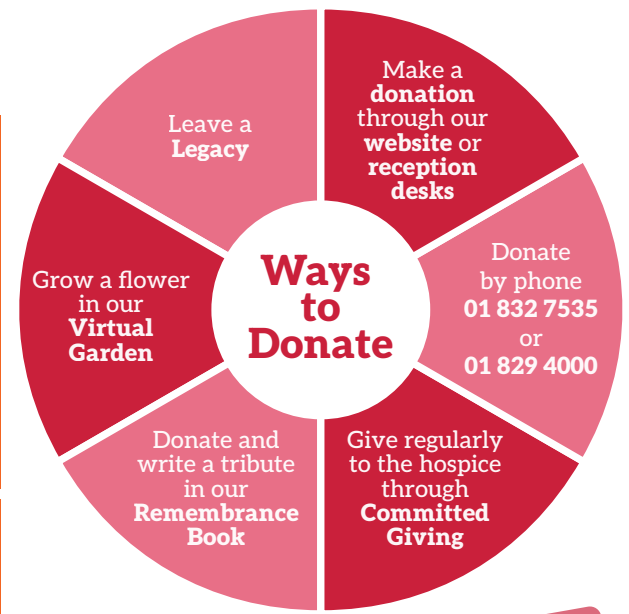 Ways
to
Donate
Make a
donation
through our
website or
reception
desks
Donate
by phone
01 832 7535
or
01 829 4000
Give regularly
to the hospice
through
Committed
Giving
Donate and
write a tribute
in our
Remembrance
Book
Grow a flower
in our
Virtual
Garden
Leave a
Legacy